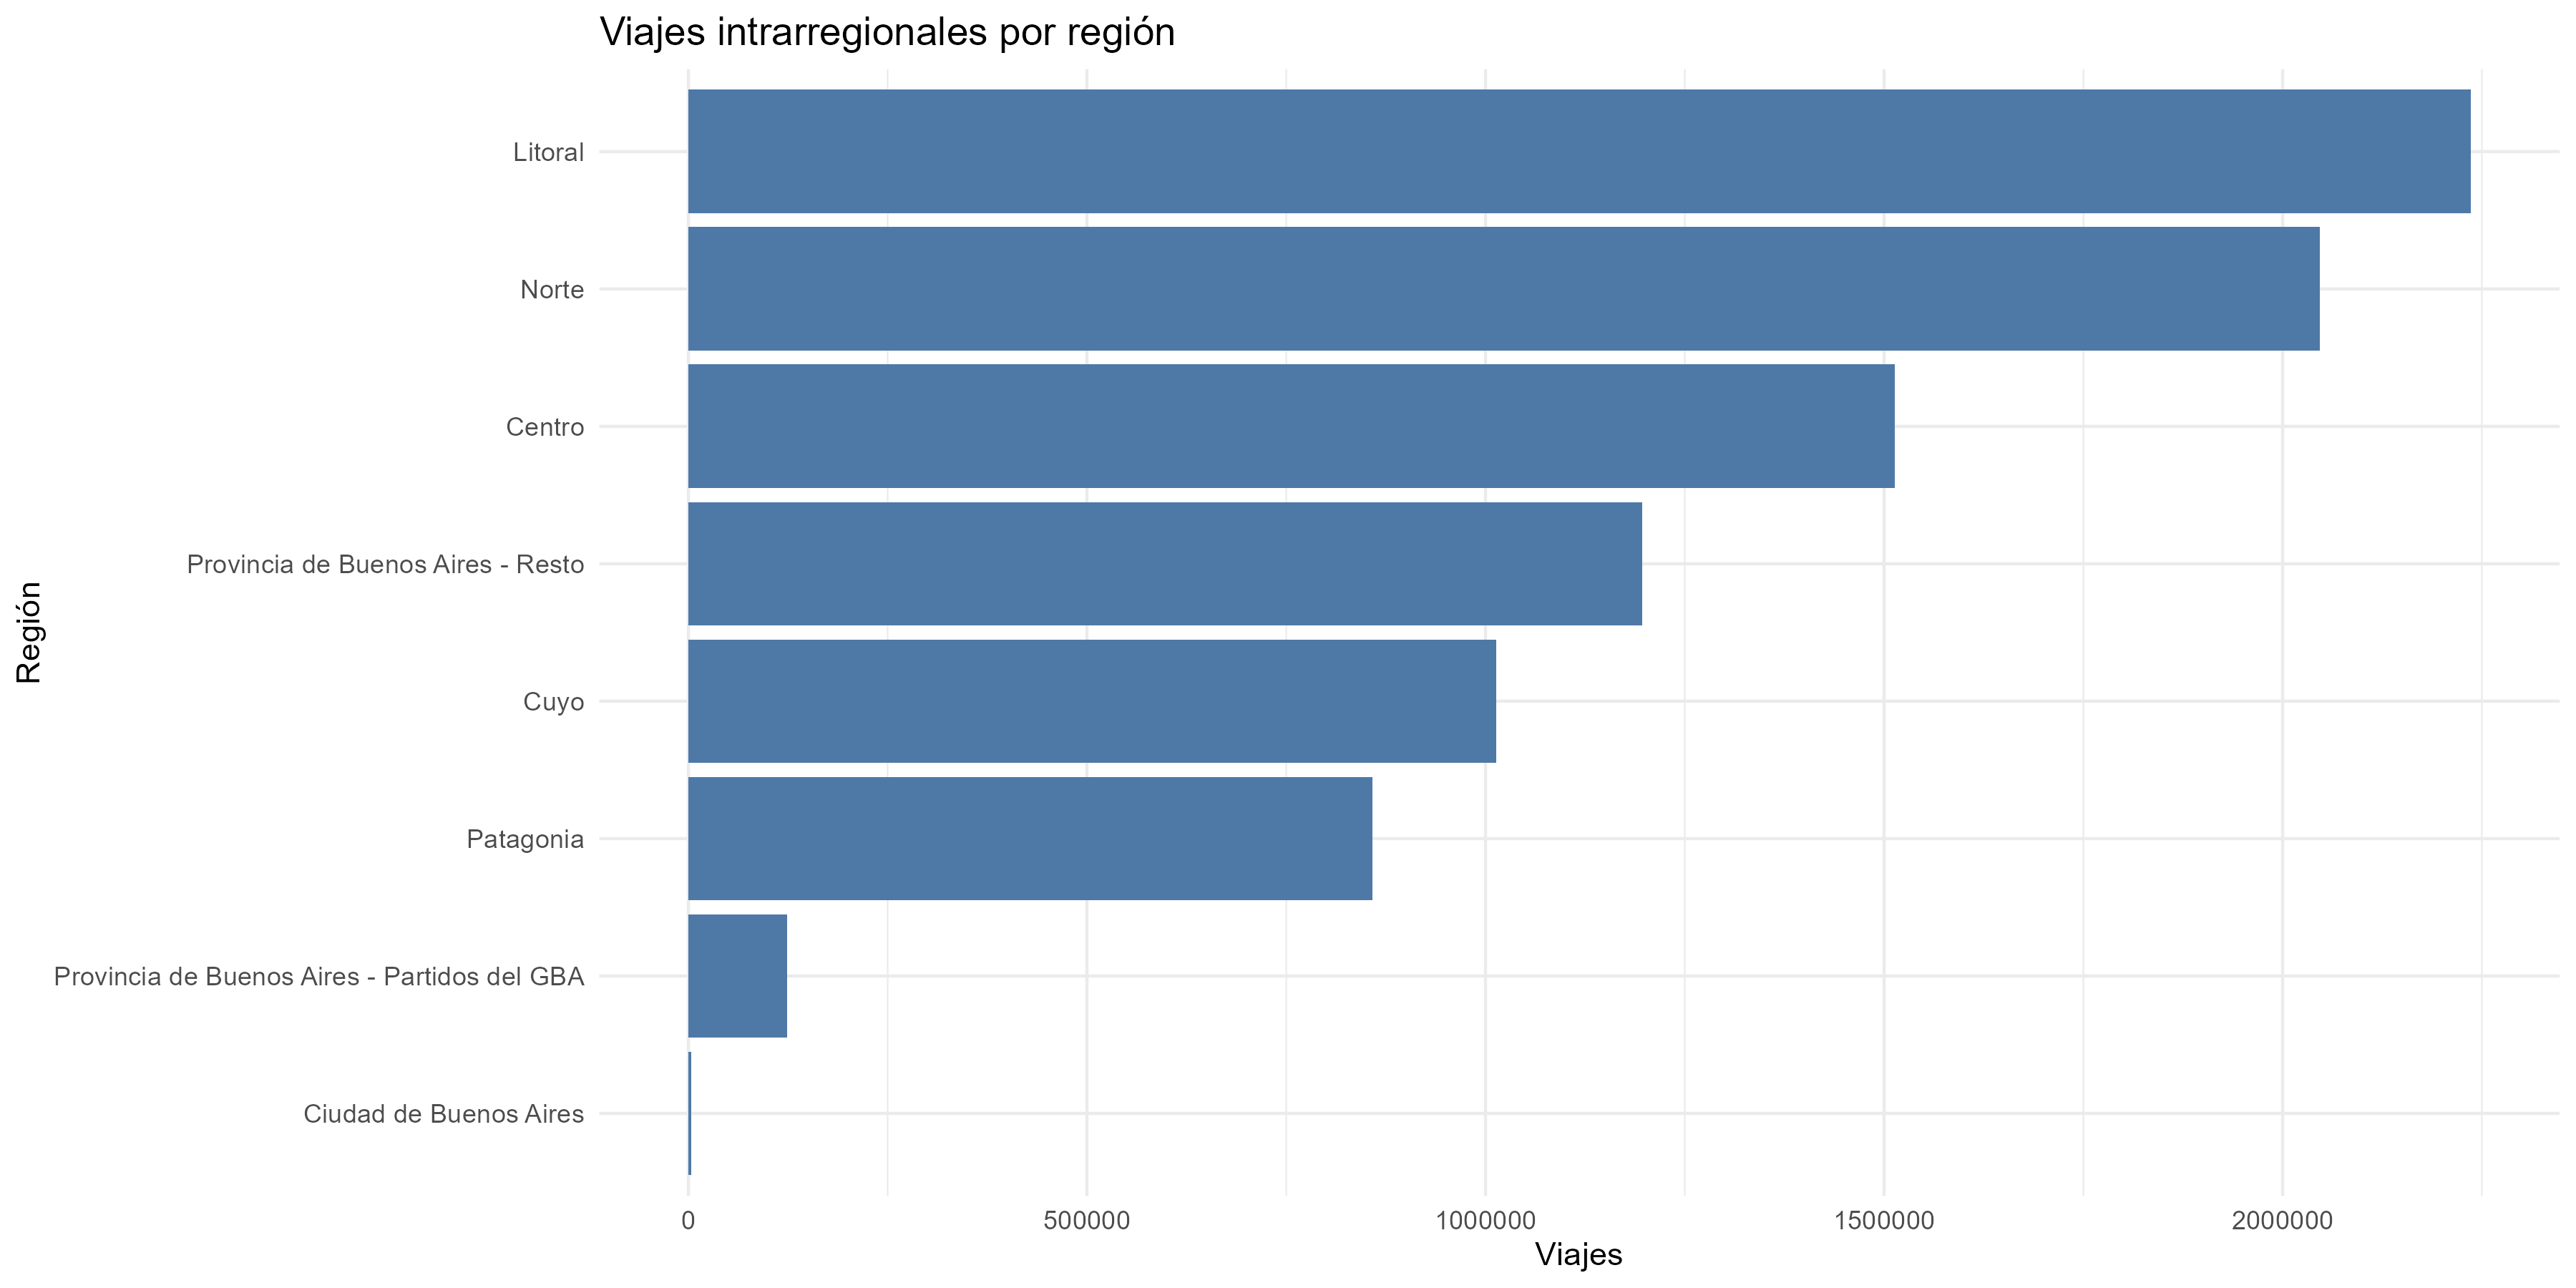 Viajes intrarregionales por región
Región
Litoral
Norte
Centro
Provincia de Buenos Aires - Resto
Cuyo
Patagonia
Provincia de Buenos Aires - Partidos del GBA
Ciudad de Buenos Aires
0 500000 1000000 1500000 2000000
Viajes